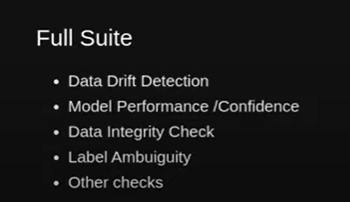 Full Suite
• Data Drift Detection
• Model Performance /Confidence
• Data Integrity Check
• Label Ambuiguity
• Other checks